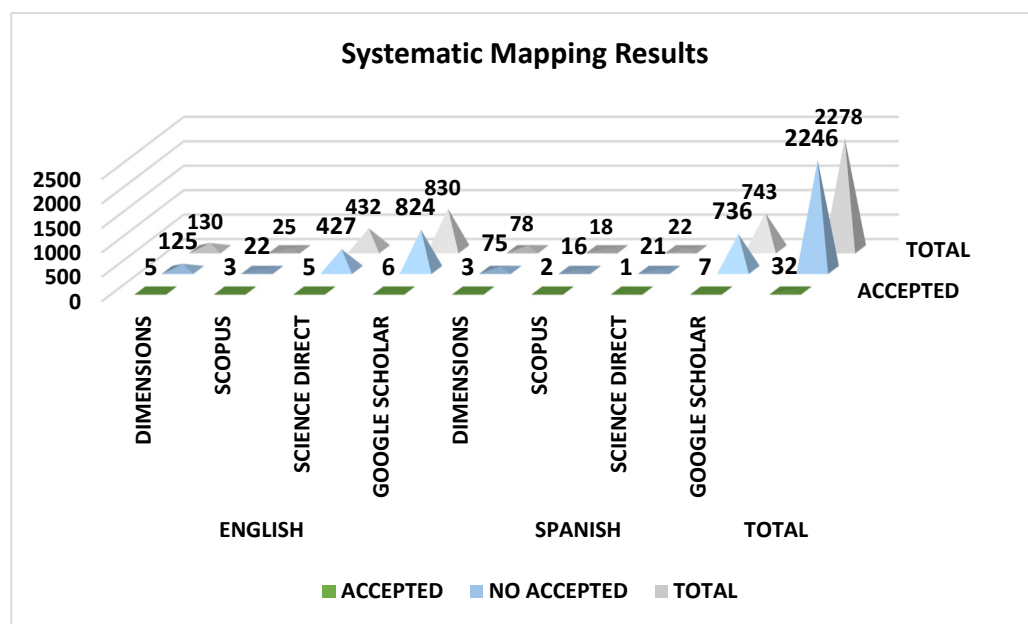 Systematic Mapping Results
2500
2000
1500
1000
500
0
5 3 5 6 3 2 1 7 32
125 22 427 824 75 16 21 736 2246
130 25 432 830 78 18 22 743 2278
TOTAL
ACCEPTED
DIMENSIONS
SCOPUS
SCIENCE DIRECT
GOOGLE SCHOLAR
DIMENSIONS
SCOPUS
SCIENCE DIRECT
GOOGLE SCHOLAR
ENGLISH SPANISH TOTAL
ACCEPTED NO ACCEPTED TOTAL